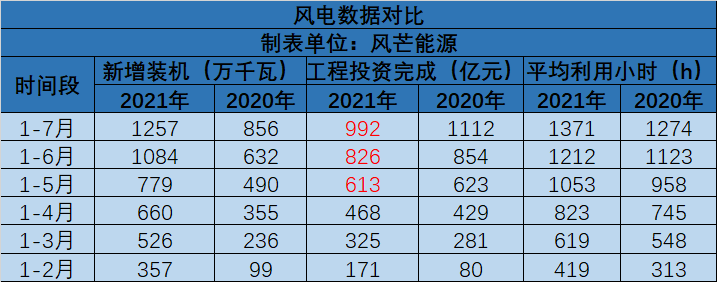 风电数据对比
制表单位：风芒能源
时间段 新增装机（万千瓦） 工程投资完成（亿元） 平均利用小时（h）
2021年 2020年 2021年 2020年 2021年 2020年
1-7月 1257 856 992 1112 1371 1274
1-6月 1084 632 826 854 1212 1123
1-5月 779 490 613 623 1053 958
1-4月 660 355 468 429 823 745
1-3月 526 236 325 281 619 548
1-2月 357 99 171 80 419 313